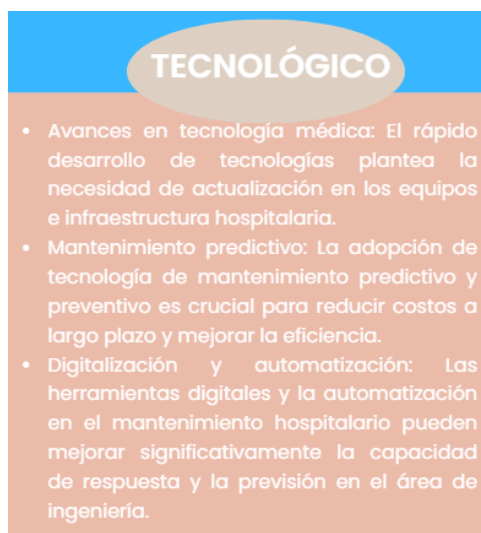 TECNOLÓGICO
• Avances en tecnología médica: El rápido
desarrollo de tecnologías plantea la
necesidad de actualización en los equipos
e infraestructura hospitalaria.
• Mantenimiento predictivo: La adopción de
tecnología de mantenimiento predictivo y
preventivo es crucial para reducir costos a
largo plazo y mejorar la eficiencia.
• Digitalización y automatización: Las
herramientas digitales y la automatización
en el mantenimiento hospitalario pueden
mejorar significativamente la capacidad
de respuesta y la previsión en el área de
ingeniería.